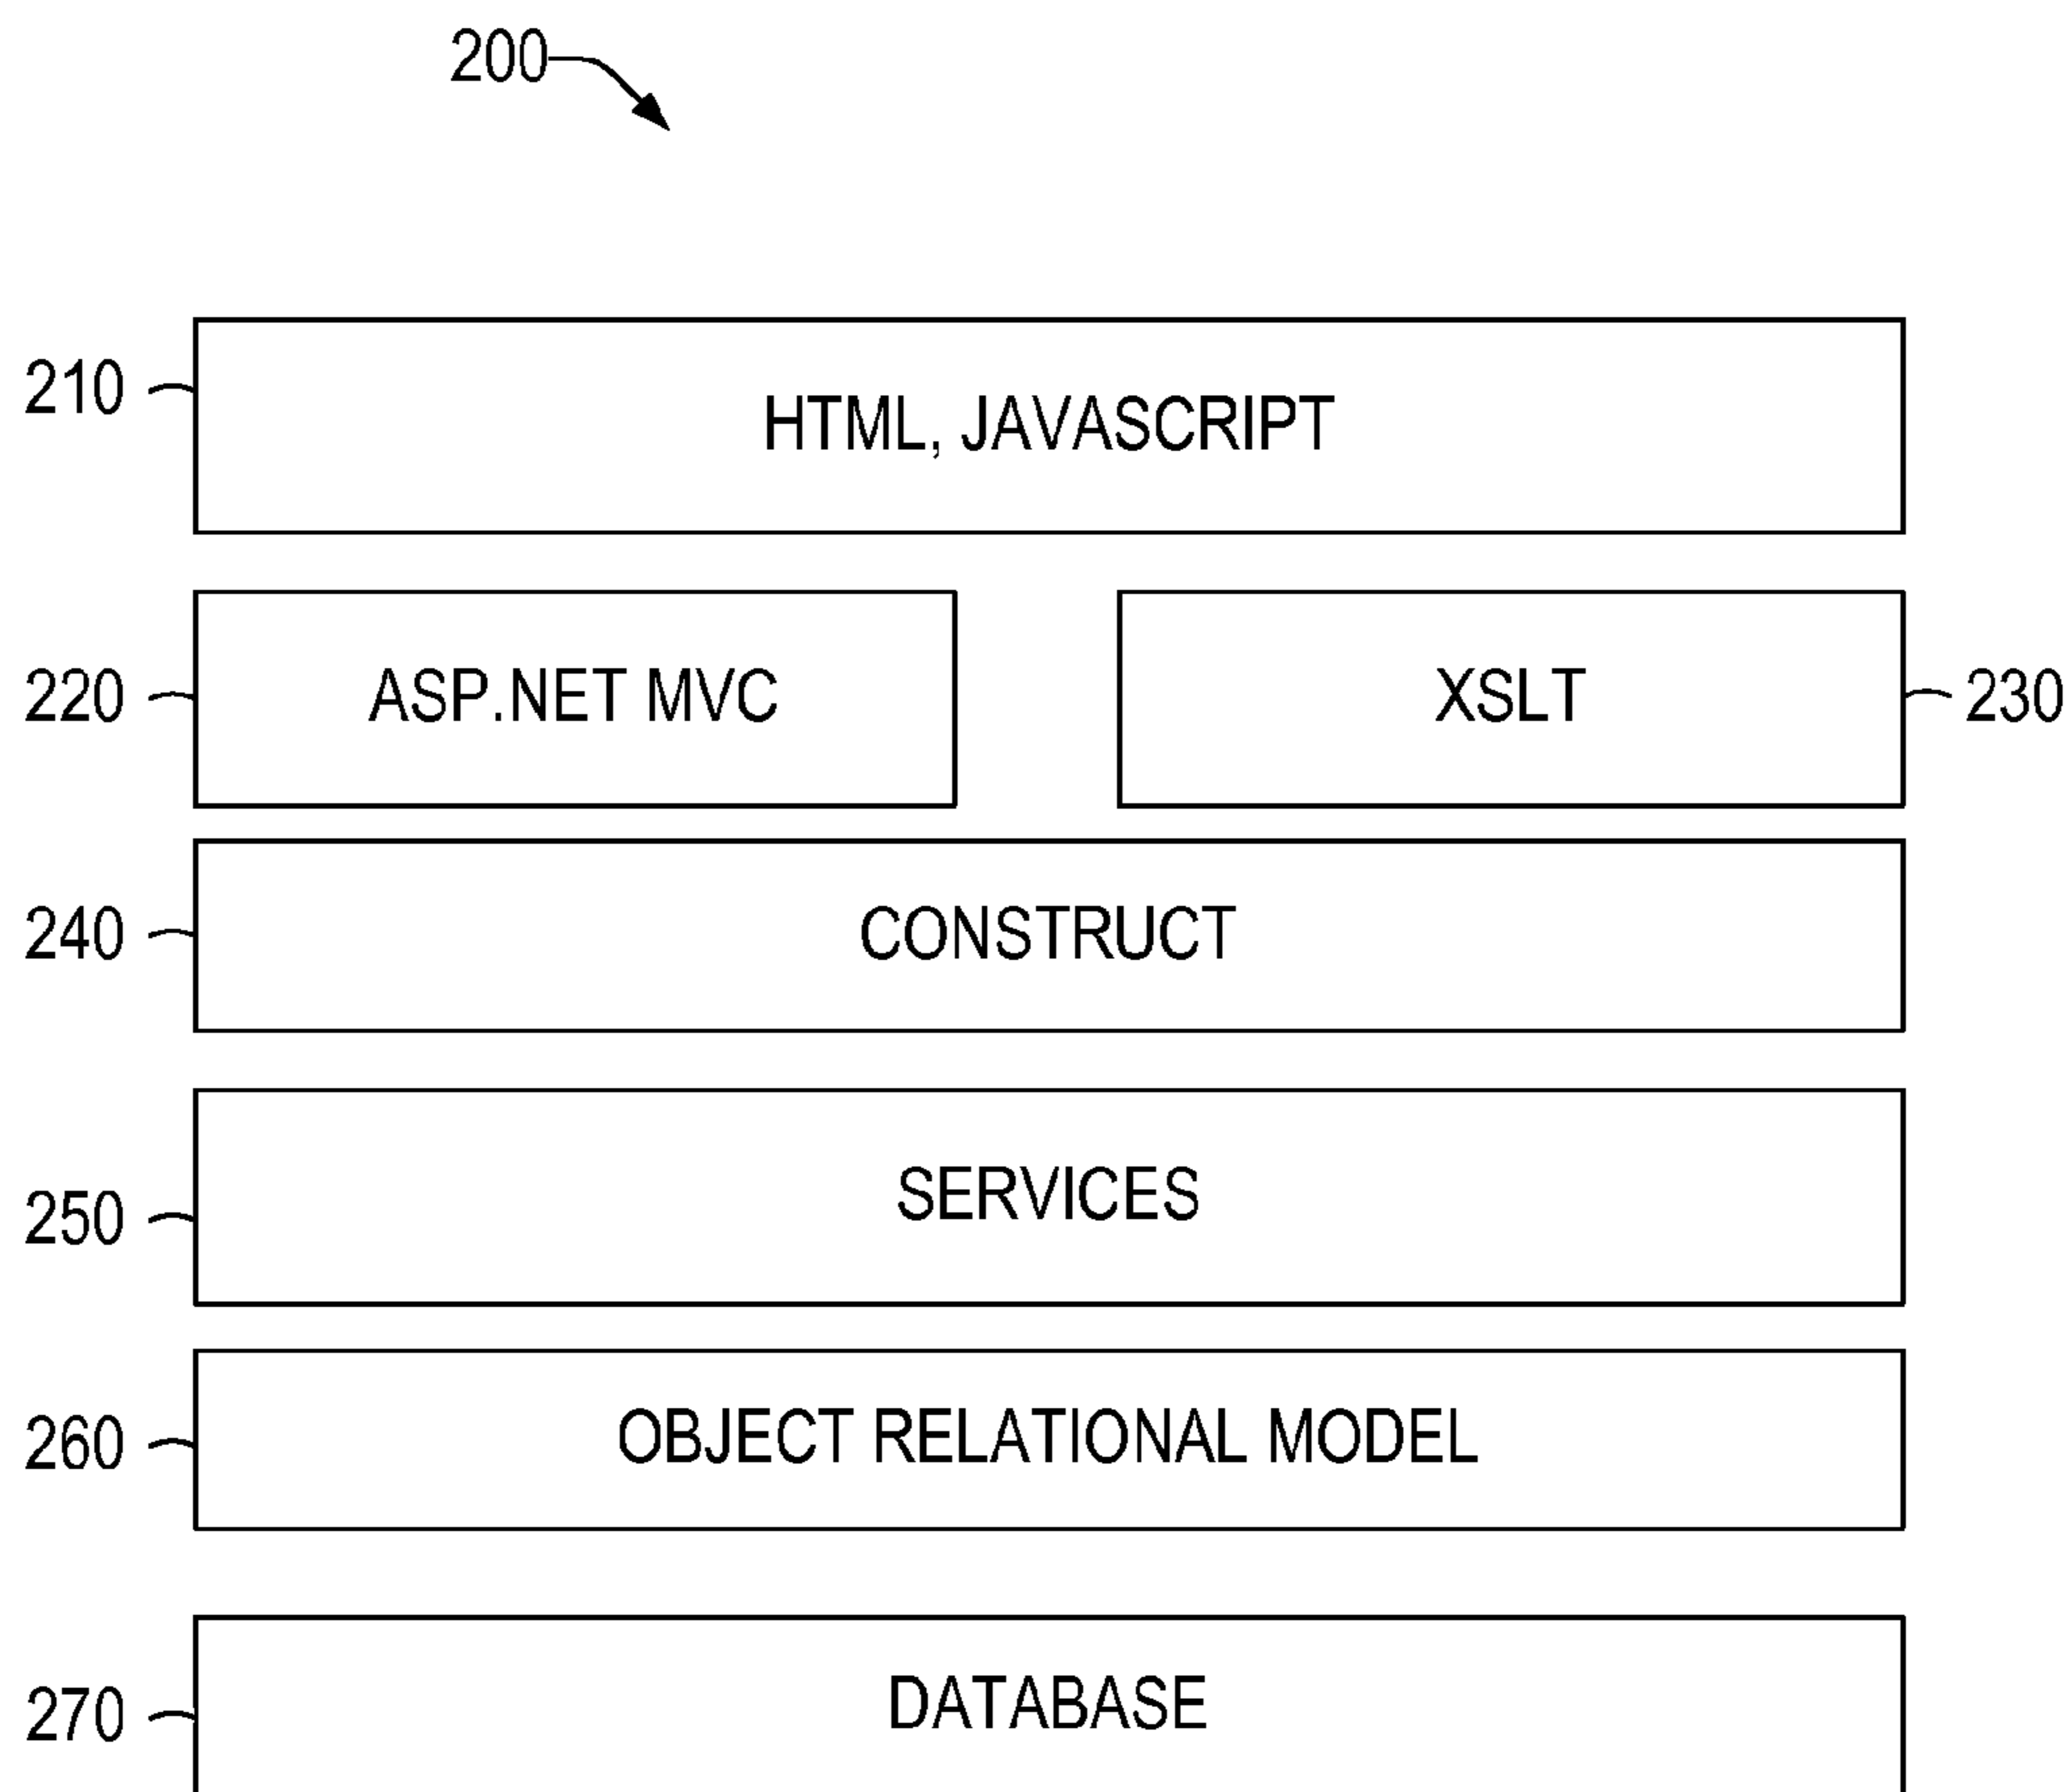 200
210
HTML, JAVASCRIPT
220
ASP.NET MVC
XSLT
230
240
CONSTRUCT
250
SERVICES
260
OBJECT RELATIONAL MODEL
270
DATABASE